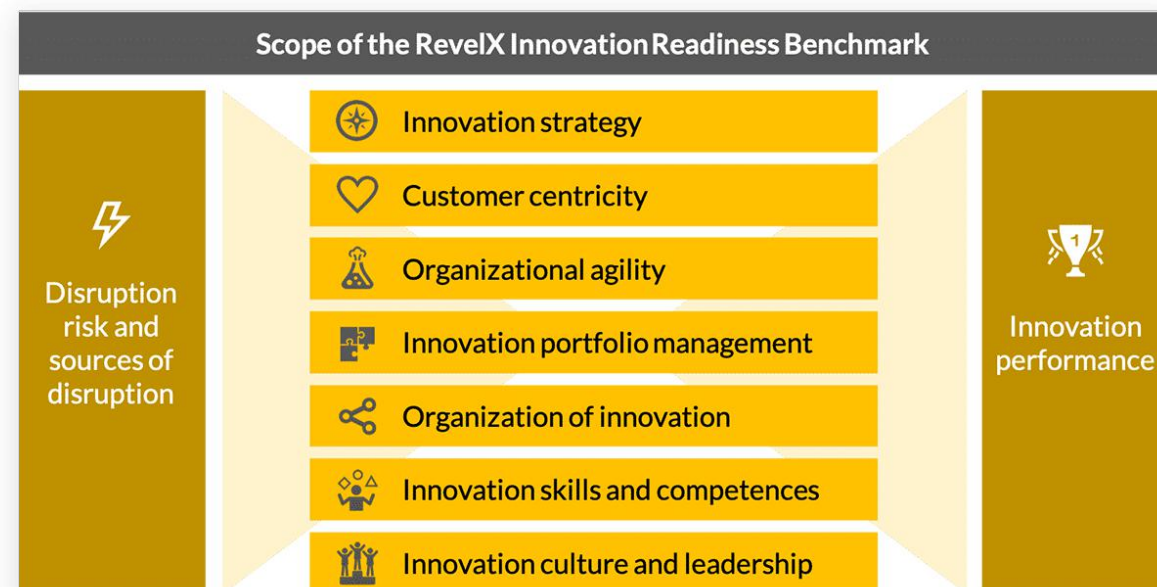 Scope of the RevelX Innovation Readiness Benchmark
Disruption
risk and
sources of
disruption
Innovation strategy
Customer centricity
Organizational agility
Innovation portfolio management
Organization of innovation
Innovation skills and competences
Innovation culture and leadership
1
Innovation
performance